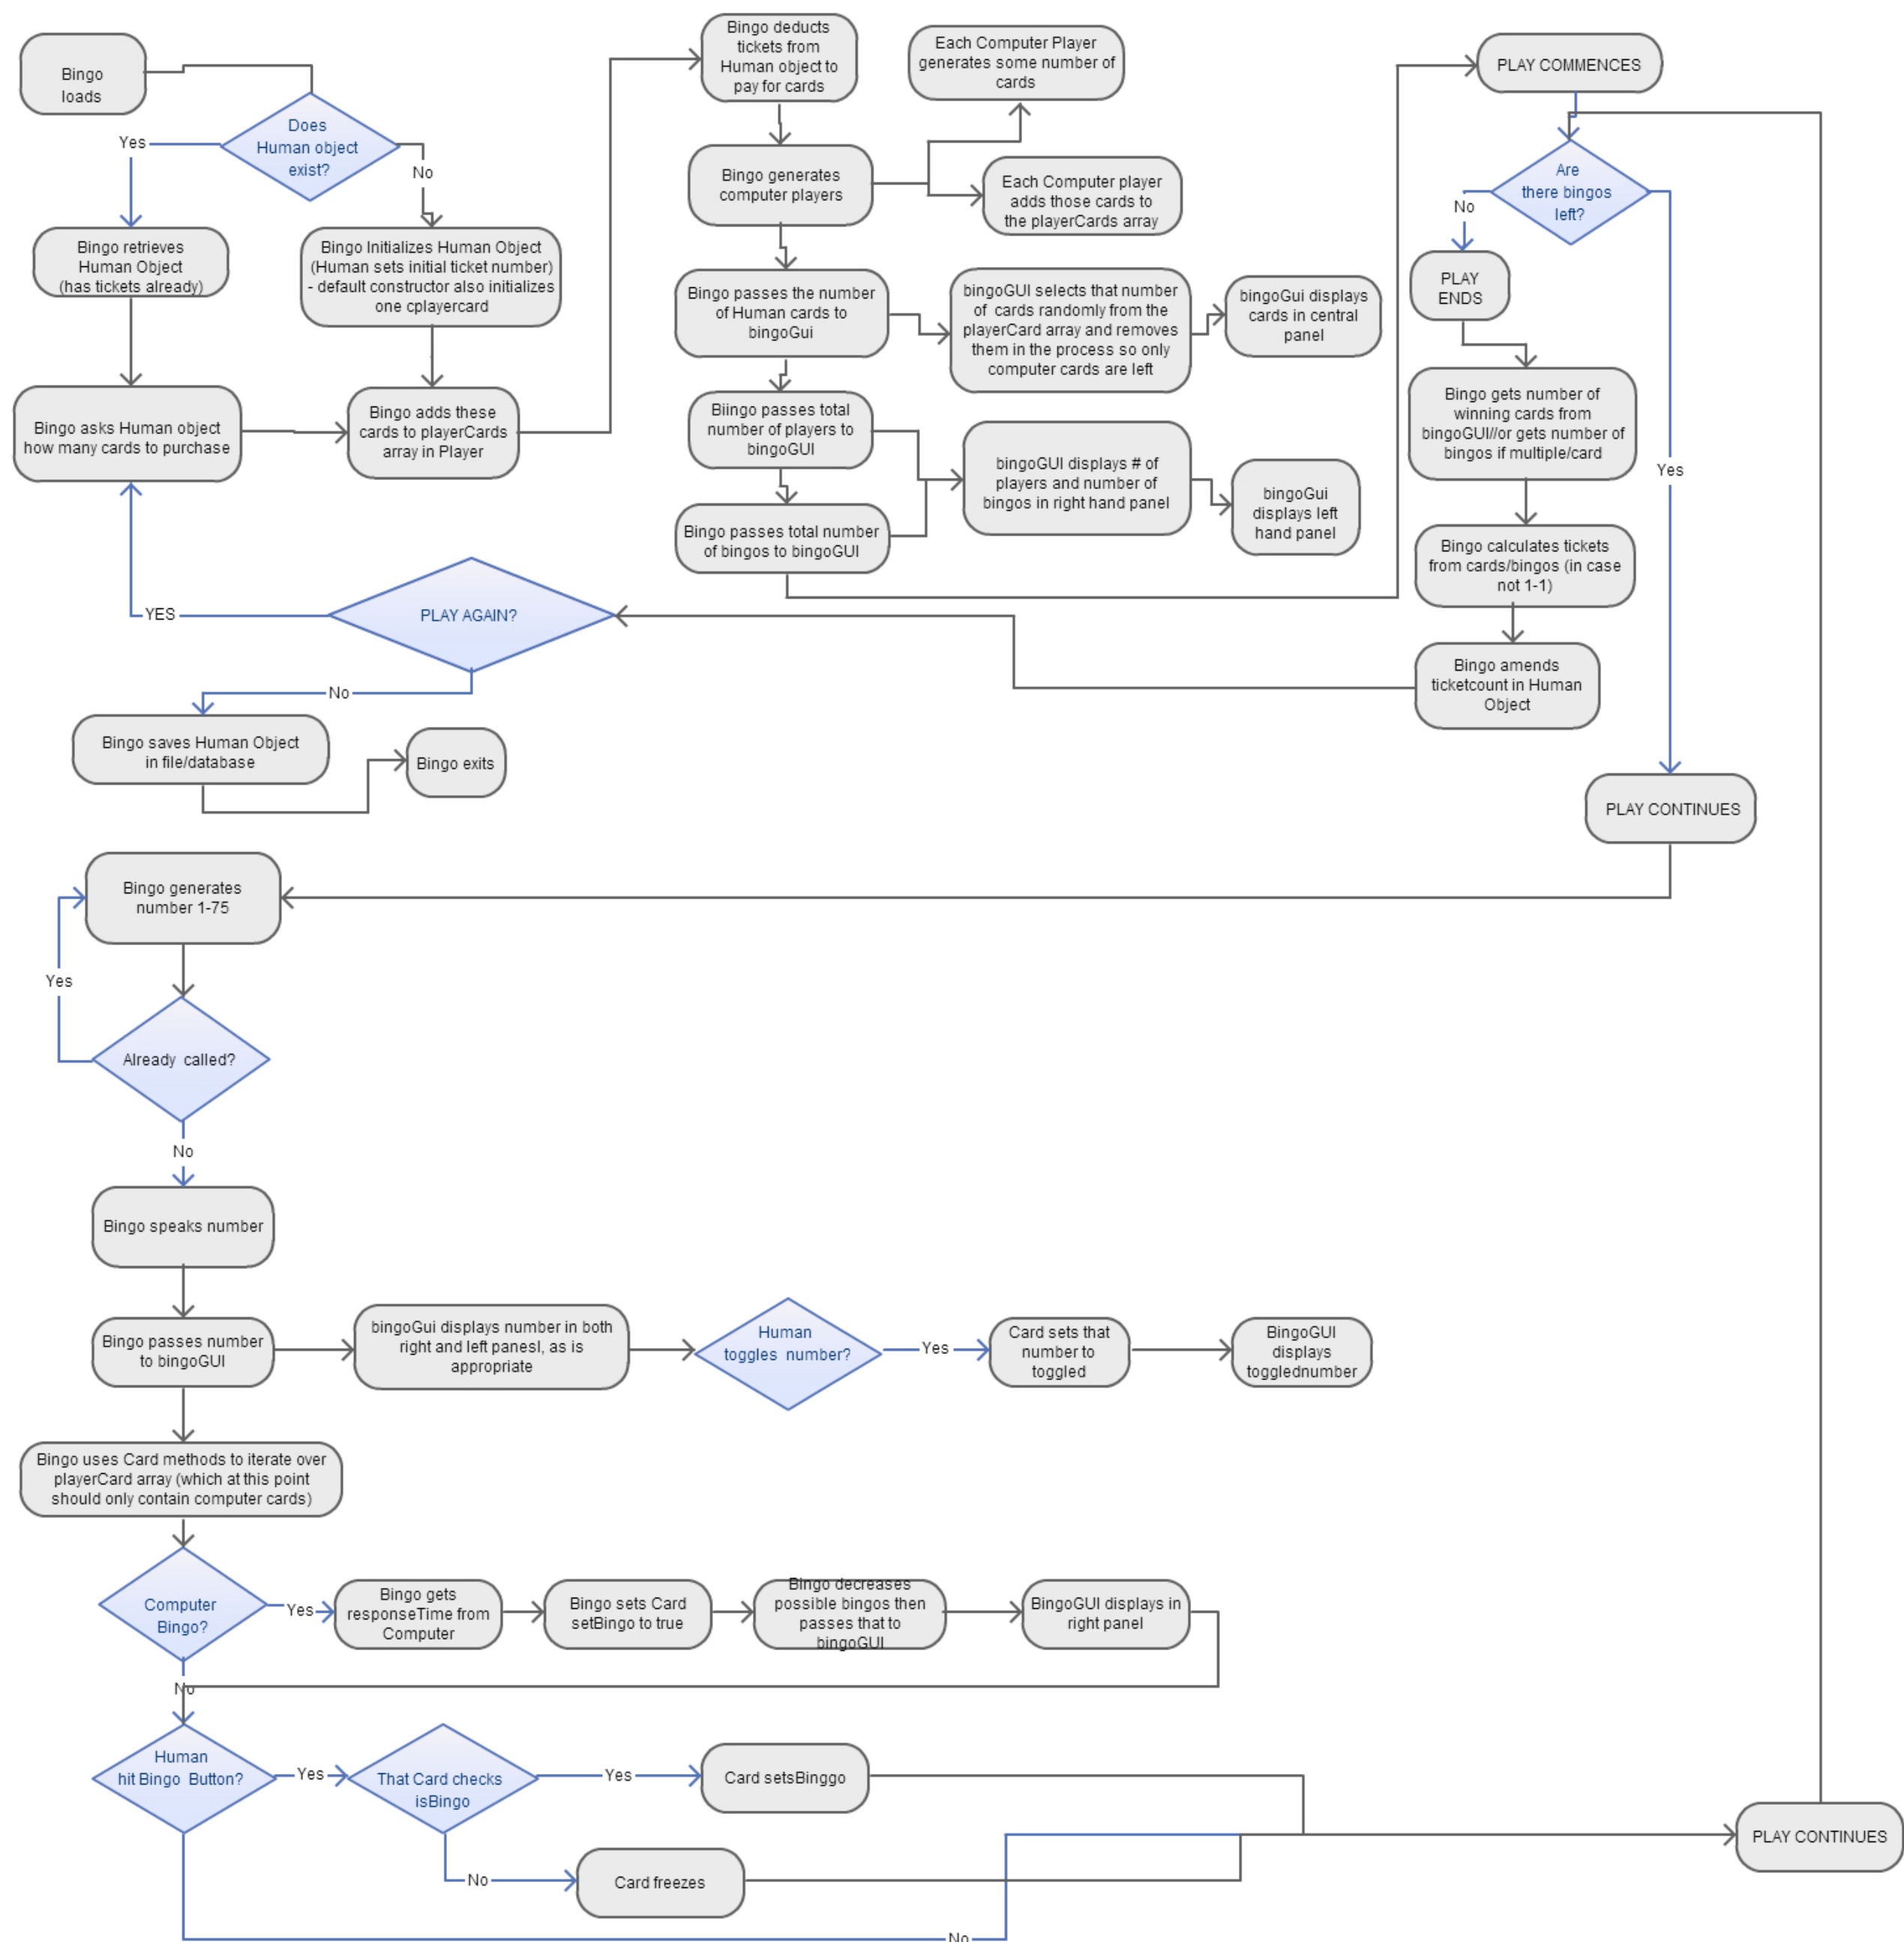 Bingo
loads
Does
Human object
exist?
Yes
No
Bingo retrieves
Human Object
(has tickets already)
Bingo Initializes Human Object
(Human sets initial ticket number)
- default constructor also initializes
one cplayercard
Bingo asks Human object
how many cards to purchase
Bingo adds these
cards to playerCards
array in Player
Bingo deducts
tickets from
Human object to
pay for cards
Each Computer Player
generates some number of
cards
Bingo generates
computer players
Each Computer player
adds those cards to
the playerCards array
Bingo passes the number
of Human cards to
bingoGui
bingoGUI selects that number
of cards randomly from the
playerCard array and removes
them in the process so only
computer cards are left
bingoGui displays
cards in central
panel
Biingo passes total
number of players to
bingoGUI
bingoGUI displays # of
players and number of
bingos in right hand panel
bingoGui
displays left
hand panel
Bingo passes total number
of bingos to bingoGUI
PLAY COMMENCES
Are
there bingos
left?
No
Yes
PLAY
ENDS
Bingo gets number of
winning cards from
bingoGUI//or gets number of
bingos if multiple/card
Bingo calculates tickets
from cards/bingos (in case
not 1-1)
Bingo amends
ticketcount in Human
Object
PLAY AGAIN?
YES
No
Bingo saves Human Object
in file/database
Bingo exits
PLAY CONTINUES
Bingo generates
number 1-75
Yes
Already called?
No
Bingo speaks number
Bingo passes number
to bingoGUI
bingoGui displays number in both
right and left panesl, as is
appropriate
Human
toggles number?
Yes
Card sets that
number to
toggled
BingoGUI
displays
togglednumber
Bingo uses Card methods to iterate over
playerCard array (which at this point
should only contain computer cards)
Computer
Bingo?
Yes
Bingo gets
responseTime from
Computer
Bingo sets Card
setBingo to true
Bingo decreases
possible bingos then
passes that to
bingoGUI
BingoGUI displays in
right panel
No
Human
hit Bingo Button?
Yes
That Card checks
isBingo
Yes
Card setsBinggo
No
Card freezes
No
PLAY CONTINUES